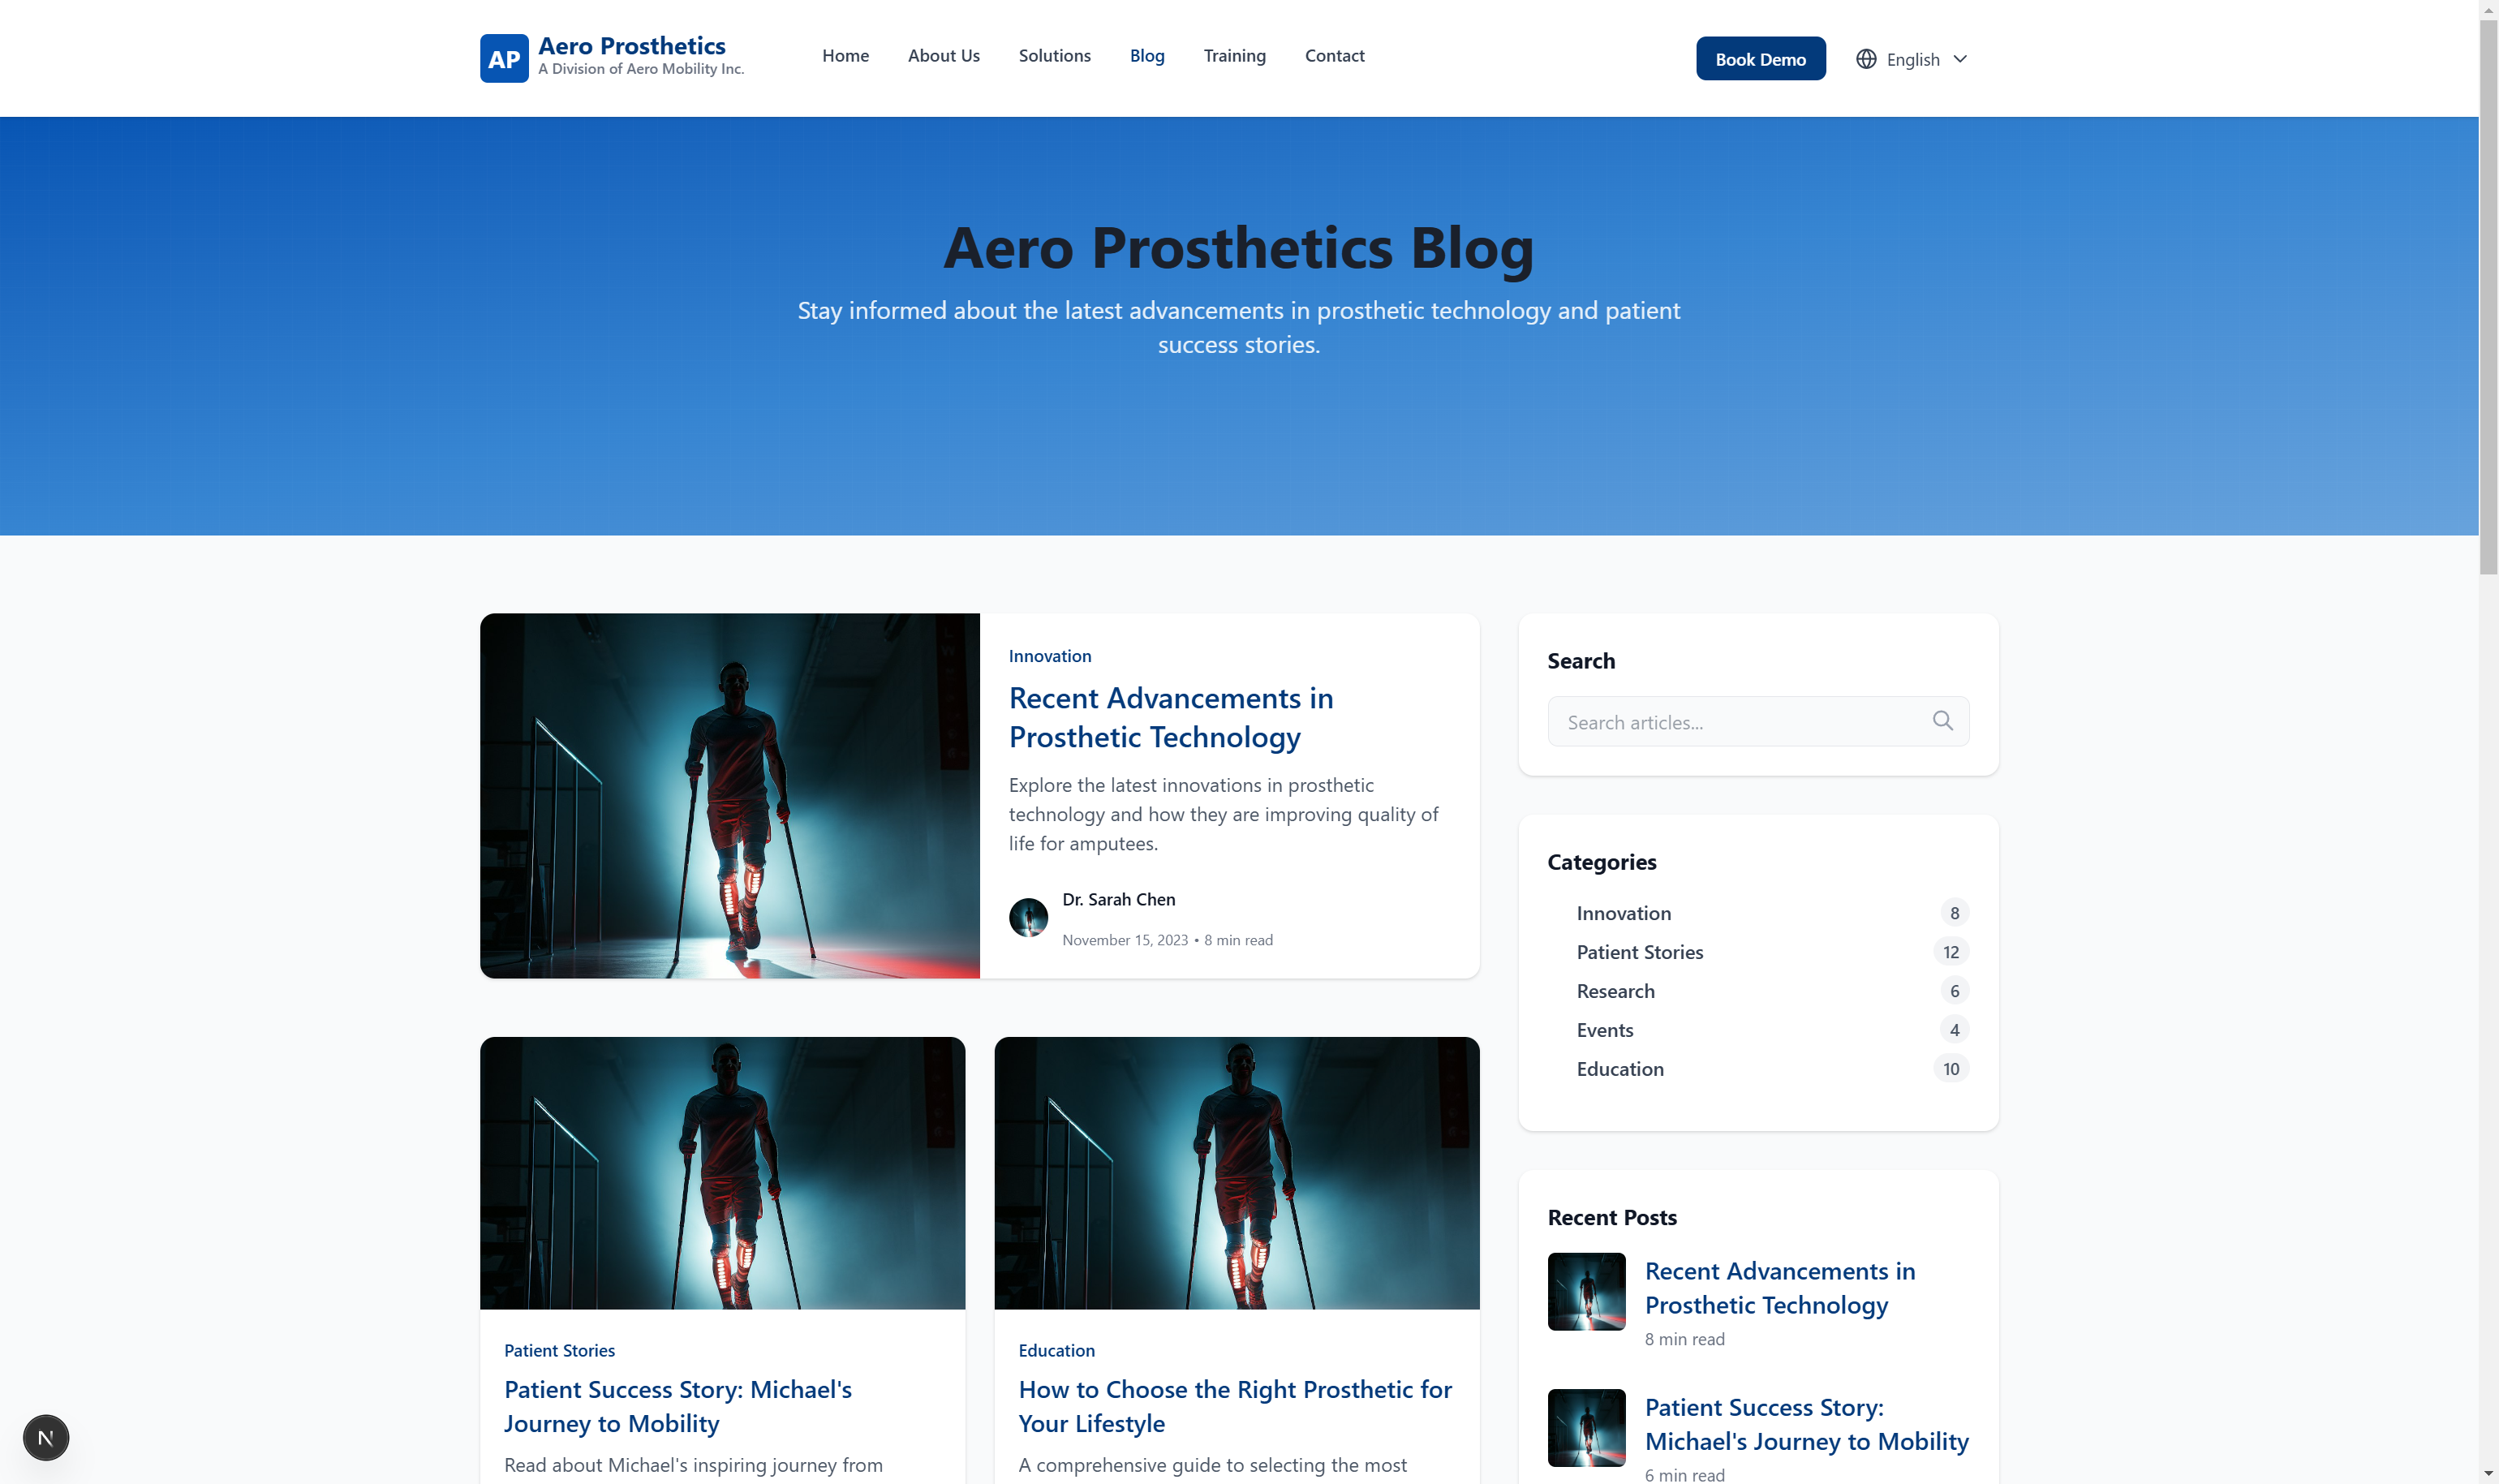 AP
Aero Prosthetics
A Division of Aero Mobility Inc.
Home
About Us
Solutions
Blog
Training
Contact
Book Demo
English
Aero Prosthetics Blog
Stay informed about the latest advancements in prosthetic technology and patient
success stories.
Innovation
Recent Advancements in
Prosthetic Technology
Explore the latest innovations in prosthetic
technology and how they are improving quality of
life for amputees.
Dr. Sarah Chen
November 15, 2023 • 8 min read
Patient Stories
Patient Success Story: Michael's
Journey to Mobility
Read about Michael's inspiring journey from
Education
How to Choose the Right Prosthetic for
Your Lifestyle
A comprehensive guide to selecting the most
Search
Search articles...
Categories
Innovation 8
Patient Stories 12
Research 6
Events 4
Education 10
Recent Posts
Recent Advancements in
Prosthetic Technology
8 min read
Patient Success Story:
Michael's Journey to Mobility
6 min read
N